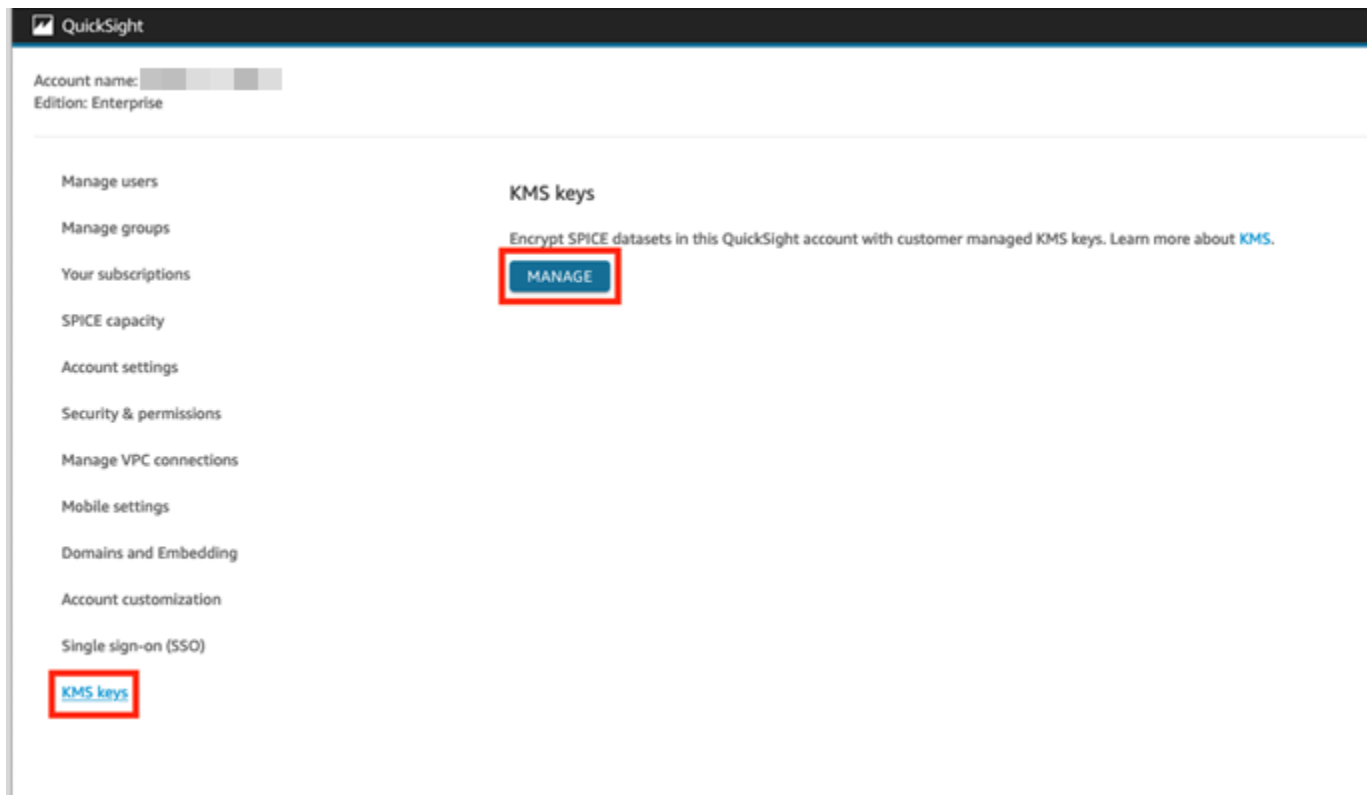 QuickSight
Account name:
Edition: Enterprise
Manage users
Manage groups
Your subscriptions
SPICE capacity
Account settings
Security & permissions
Manage VPC connections
Mobile settings
Domains and Embedding
Account customization
Single sign-on (SSO)
KMS keys
KMS keys
Encrypt SPICE datasets in this QuickSight account with customer managed KMS keys. Learn more about KMS.
MANAGE